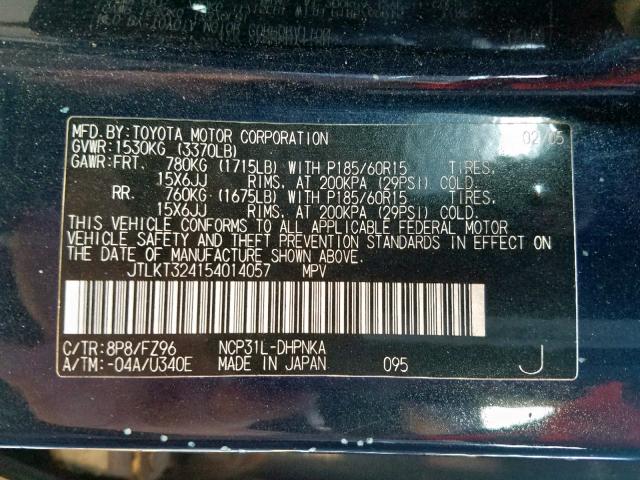 MFD.BY:TOYOTA MOTOR CORPORATION 02/05
GVWR:1530KG (3370LB)
GAWR:FRT. 780KG (1715LB) WITH P185/60R15 TIRES,
15X6JJ RIMS, AT 200KPA (29PSI) COLD.
RR. 760KG (1675LB) WITH P185/60R15 TIRES,
15X6JJ RIMS, AT 200KPA (29PSI) COLD.
THIS VEHICLE CONFORMS TO ALL APPLICABLE FEDERAL MOTOR
VEHICLE SAFETY AND THEFT PREVENTION STANDARDS IN EFFECT ON
THE DATE OF MANUFACTURE SHOWN ABOVE.
JTLKT324154014057 MPV
C/TR:8P8/FZ96 NCP31L-DHPNKA
A/TM:-04A/U340E MADE IN JAPAN 095 J